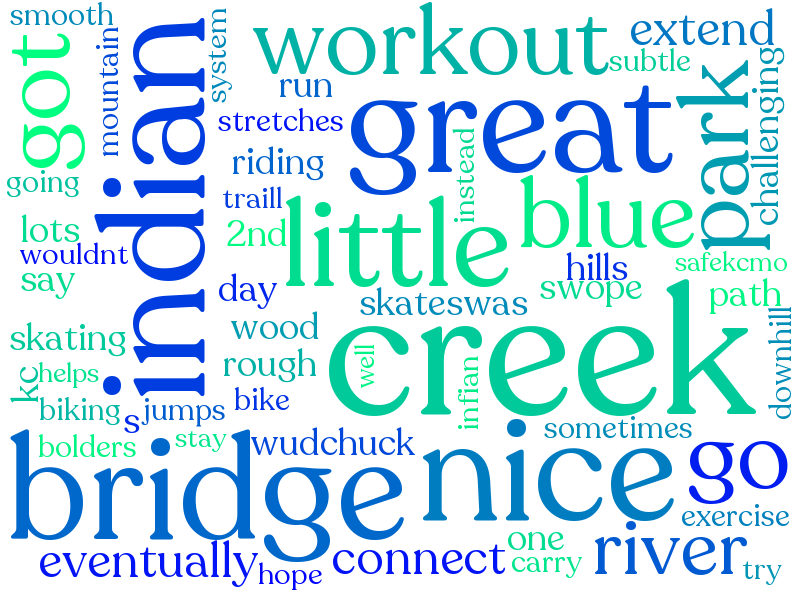 smooth
got
mountain
indian
system
workout
extend
subtle
run
great
park
challenging
stretches
riding
instead
going
traill
little
blue
lots
2nd
wouldnt
say
day
hills
safekcmo
swope
path
skateswas
creek
skating
wood
downhill
rough
well
kc
helps
infian
biking
s
jumps
bike
bolders
stay
wudchuck
bridge
nice
sometimes
go
exercise
eventually
hope
connect
one
carry
river
try